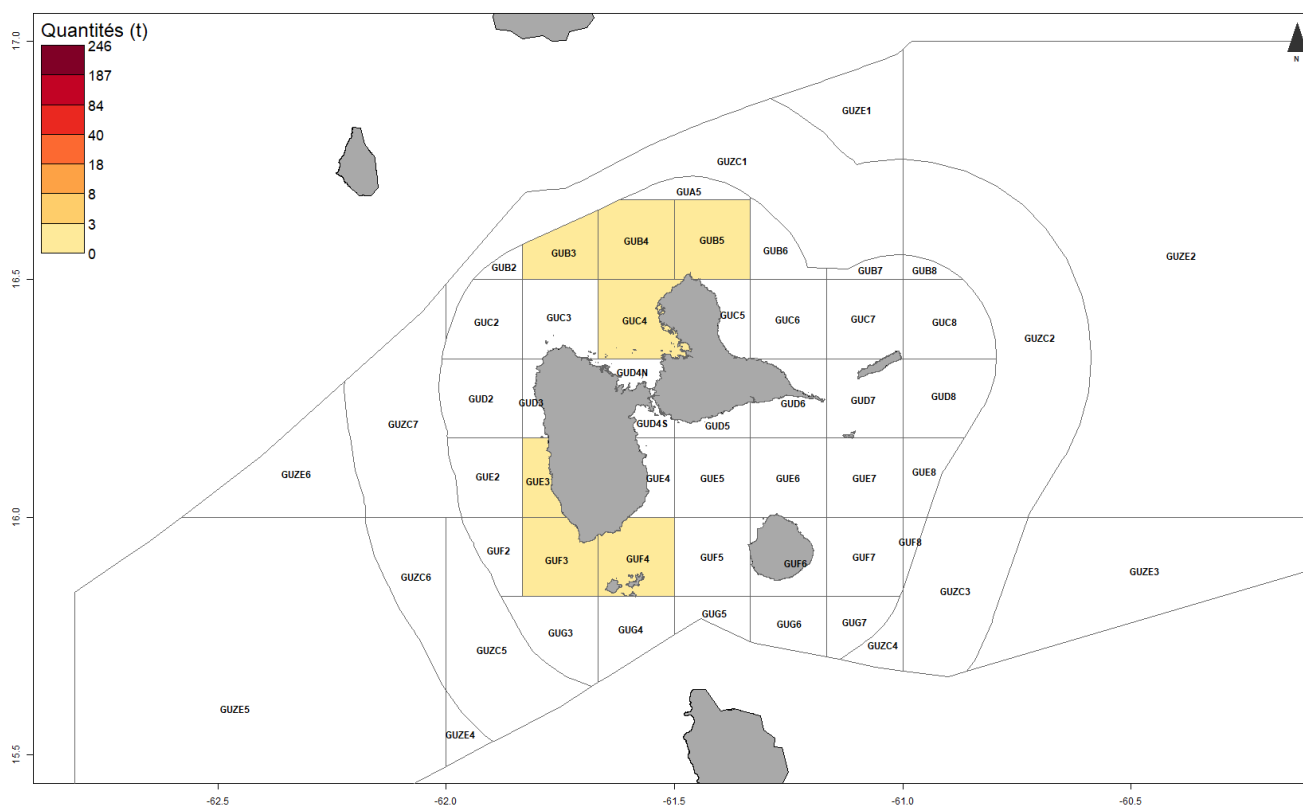 Quantités (t)
246
187
84
40
18
8
3
0
N
17.0
16.5
16.0
15.5
GUZE1
GUZC1
GUA5
GUB3
GUB4
GUB5
GUB6
GUZE2
GUB2
GUB7
GUB8
GUC2
GUC3
GUC4
GUC5
GUC6
GUC7
GUC8
GUZC2
GUD4N
GUD2
GUD3
GUD6
GUD7
GUD8
GUZC7
GUD4S
GUD5
GUZE6
GUE2
GUE3
GUE4
GUE5
GUE6
GUE7
GUE8
GUF2
GUF3
GUF4
GUF5
GUF6
GUF7
GUF8
GUZC6
GUZE3
GUZC3
GUG3
GUG4
GUG5
GUG6
GUG7
GUZC4
GUZC5
GUZE5
GUZE4
-62.5
-62.0
-61.5
-61.0
-60.5